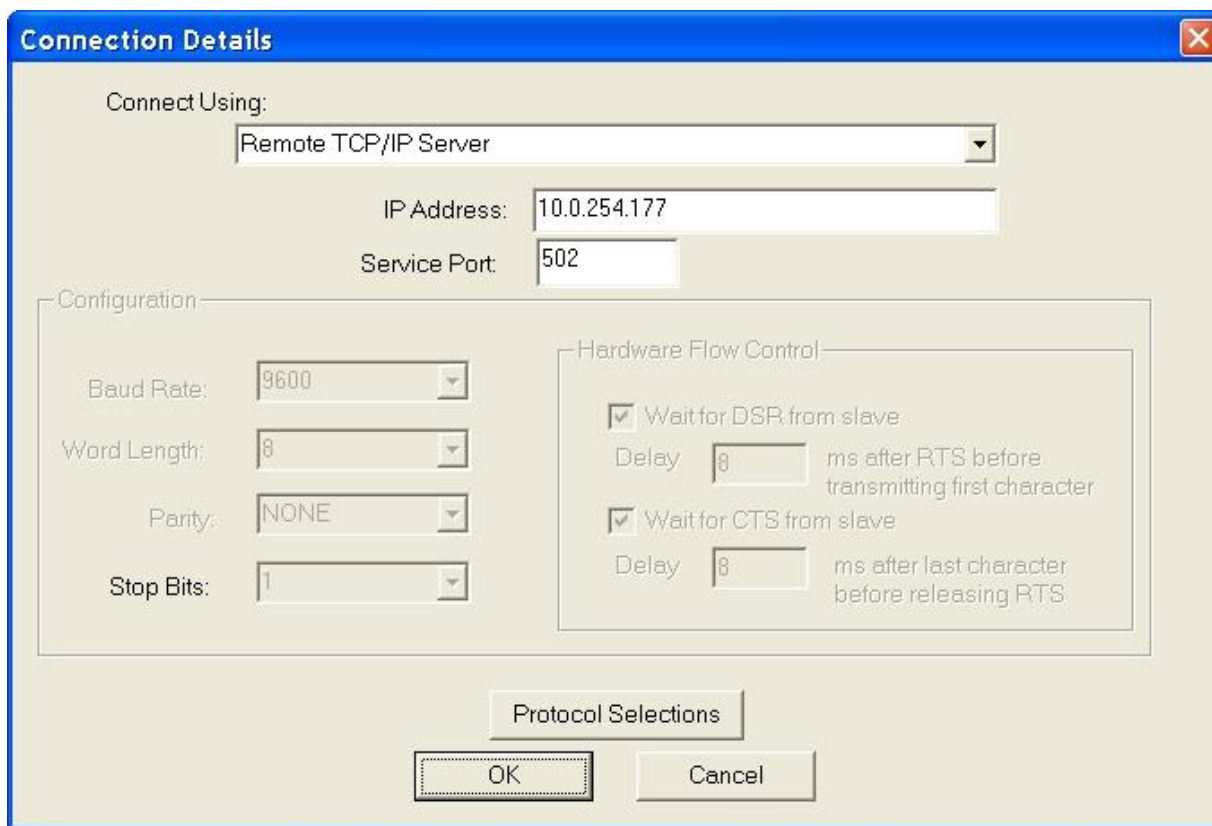 Connection Details
Connect Using:
Remote TCP/IP Server
IP Address: 10.0.254.177
Service Port: 502
Configuration
Baud Rate: 9600
Word Length: 8
Parity: NONE
Stop Bits: 1
Hardware Flow Control
Wait for DSR from slave
Delay 8 ms after RTS before
transmitting first character
Wait for CTS from slave
Delay 8 ms after last character
before releasing RTS
Protocol Selections
OK Cancel